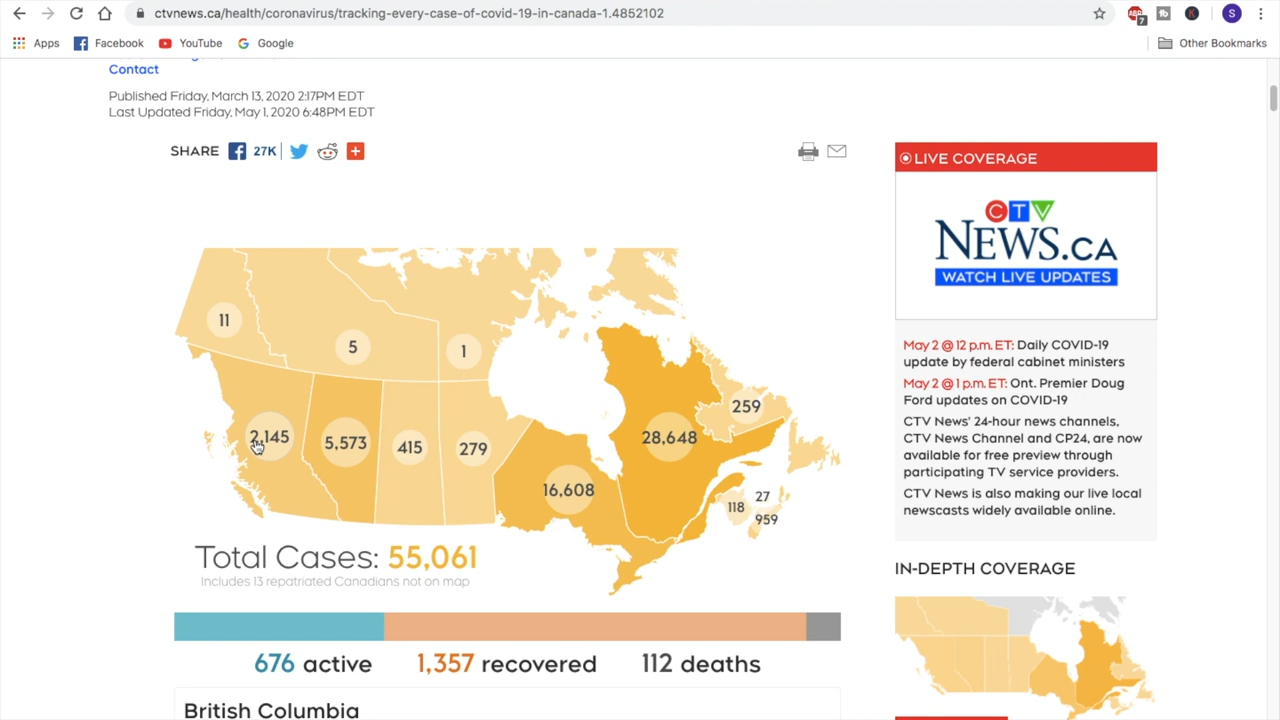 ctvnews.ca/health/coronavirus/tracking-every-case-of-covid-19-in-canada-1.4852102
7
S
Apps Facebook YouTube Google Other Bookmarks
Contact
Published Friday, March 13, 2020 2:17PM EDT
Last Updated Friday, May 1, 2020 6:48PM EDT
SHARE 27K
11
5
1
2,145
5,573
415
279
16,608
28,648
259
118
27
959
Total Cases: 55,061
Includes 13 repatriated Canadians not on map
676 active 1,357 recovered 112 deaths
British Columbia
LIVE COVERAGE
CTV
NEWS.CA
WATCH LIVE UPDATES
May 2 @ 12 p.m. ET: Daily COVID-19
update by federal cabinet ministers
May 2 @ 1 p.m. ET: Ont. Premier Doug
Ford updates on COVID-19
CTV News' 24-hour news channels,
CTV News Channel and CP24, are now
available for free preview through
participating TV service providers.
CTV News is also making our live local
newscasts widely available online.
IN-DEPTH COVERAGE